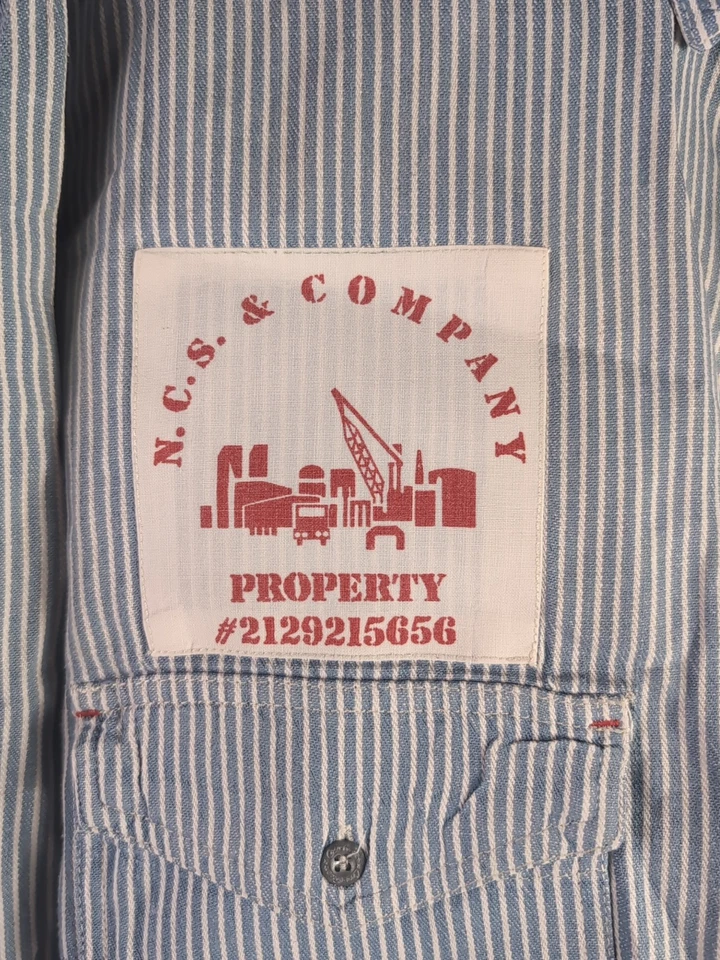 N.C.S. & COMPANY
PROPERTY
#2129215656